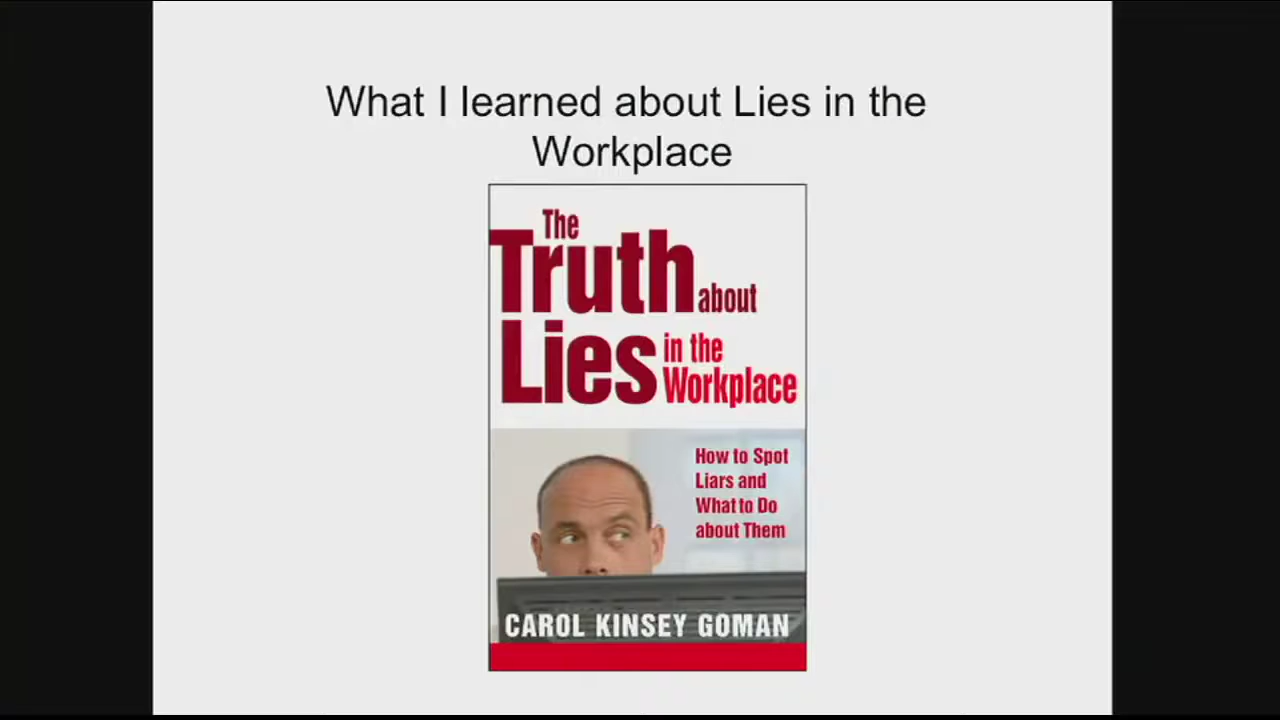 What I learned about Lies in the
Workplace
The
Truth about
Lies in the
Workplace
How to Spot
Liars and
What to Do
about Them
CAROL KINSEY GOMAN